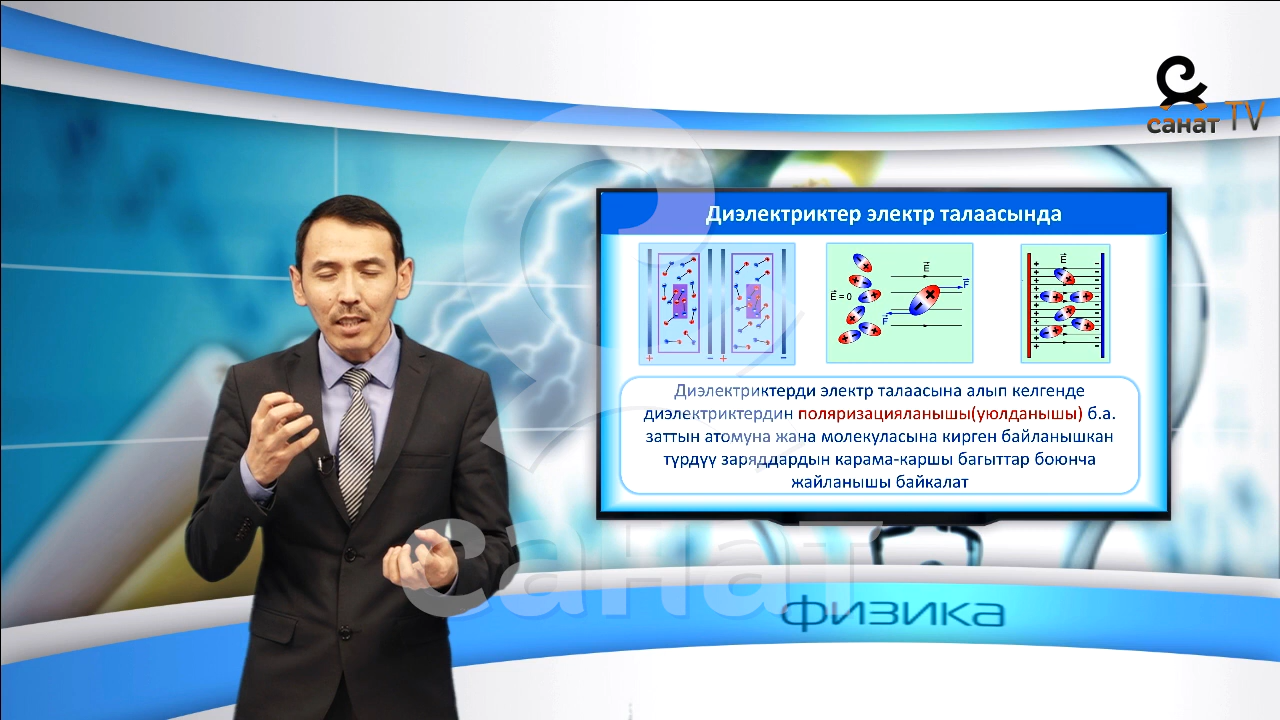 санат TV
Диэлектриктер электр талаасында
E
E = 0
F
F
E
Диэлектриктерди электр талаасына алып келгенде
диэлектриктердин поляризацияланышы(уюлданышы) б.а.
заттын атомуна жана молекуласына кирген байланышкан
түрдүү заряддардын карама-каршы багыттар боюнча
жайланышы байкалат
санат
физика